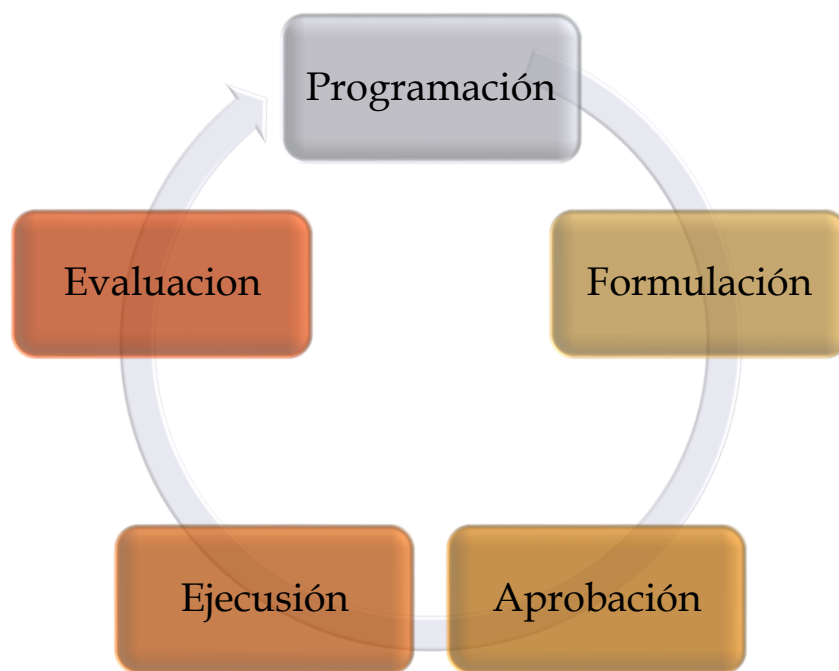 Programación
Formulación
Aprobación
Ejecusión
Evaluacion